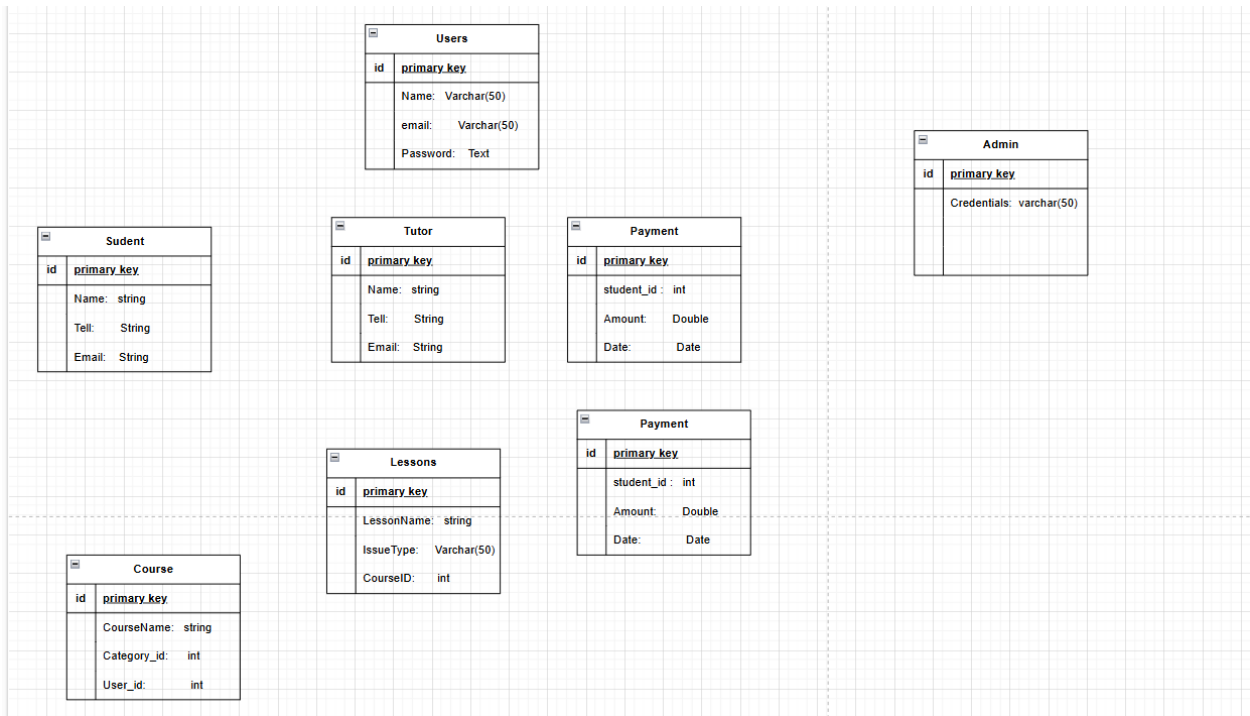 Users
id primary key
Name: Varchar(50)
email: Varchar(50)
Password: Text
Admin
id primary key
Credentials: varchar(50)
Sudent
id primary key
Name: string
Tell: String
Email: String
Tutor
id primary key
Name: string
Tell: String
Email: String
Payment
id primary key
student_id : int
Amount: Double
Date: Date
Payment
id primary key
student_id : int
Amount: Double
Date: Date
Lessons
id primary key
LessonName: string
IssueType: Varchar(50)
CourseID: int
Course
id primary key
CourseName: string
Category_id: int
User_id: int